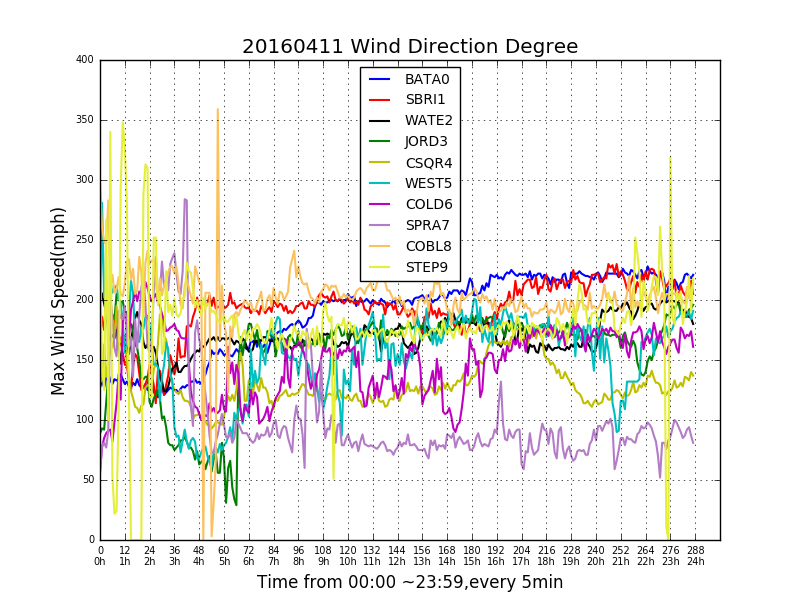 20160411 Wind Direction Degree
Max Wind Speed(mph)
400
350
300
250
200
150
100
50
0
BATA0
SBRI1
WATE2
JORD3
CSQR4
WEST5
COLD6
SPRA7
COBL8
STEP9
0 12 24 36 48 60 72 84 96 108 120 132 144 156 168 180 192 204 216 228 240 252 264 276 288
0h 1h 2h 3h 4h 5h 6h 7h 8h 9h 10h 11h 12h 13h 14h 15h 16h 17h 18h 19h 20h 21h 22h 23h 24h
Time from 00:00 ~23:59,every 5min